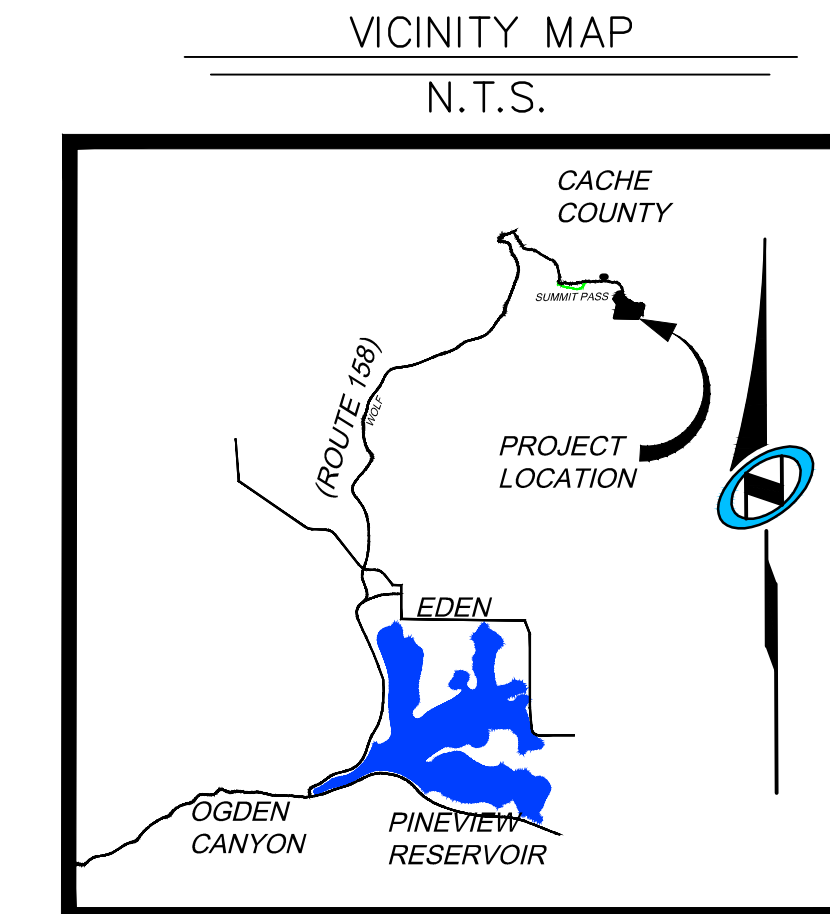 VICINITY MAP
N.T.S.
CACHE
COUNTY
SUMMIT PASS
(ROUTE 158)
WOLF
PROJECT
LOCATION
N
EDEN
OGDEN
CANYON
PINEVIEW
RESERVOIR